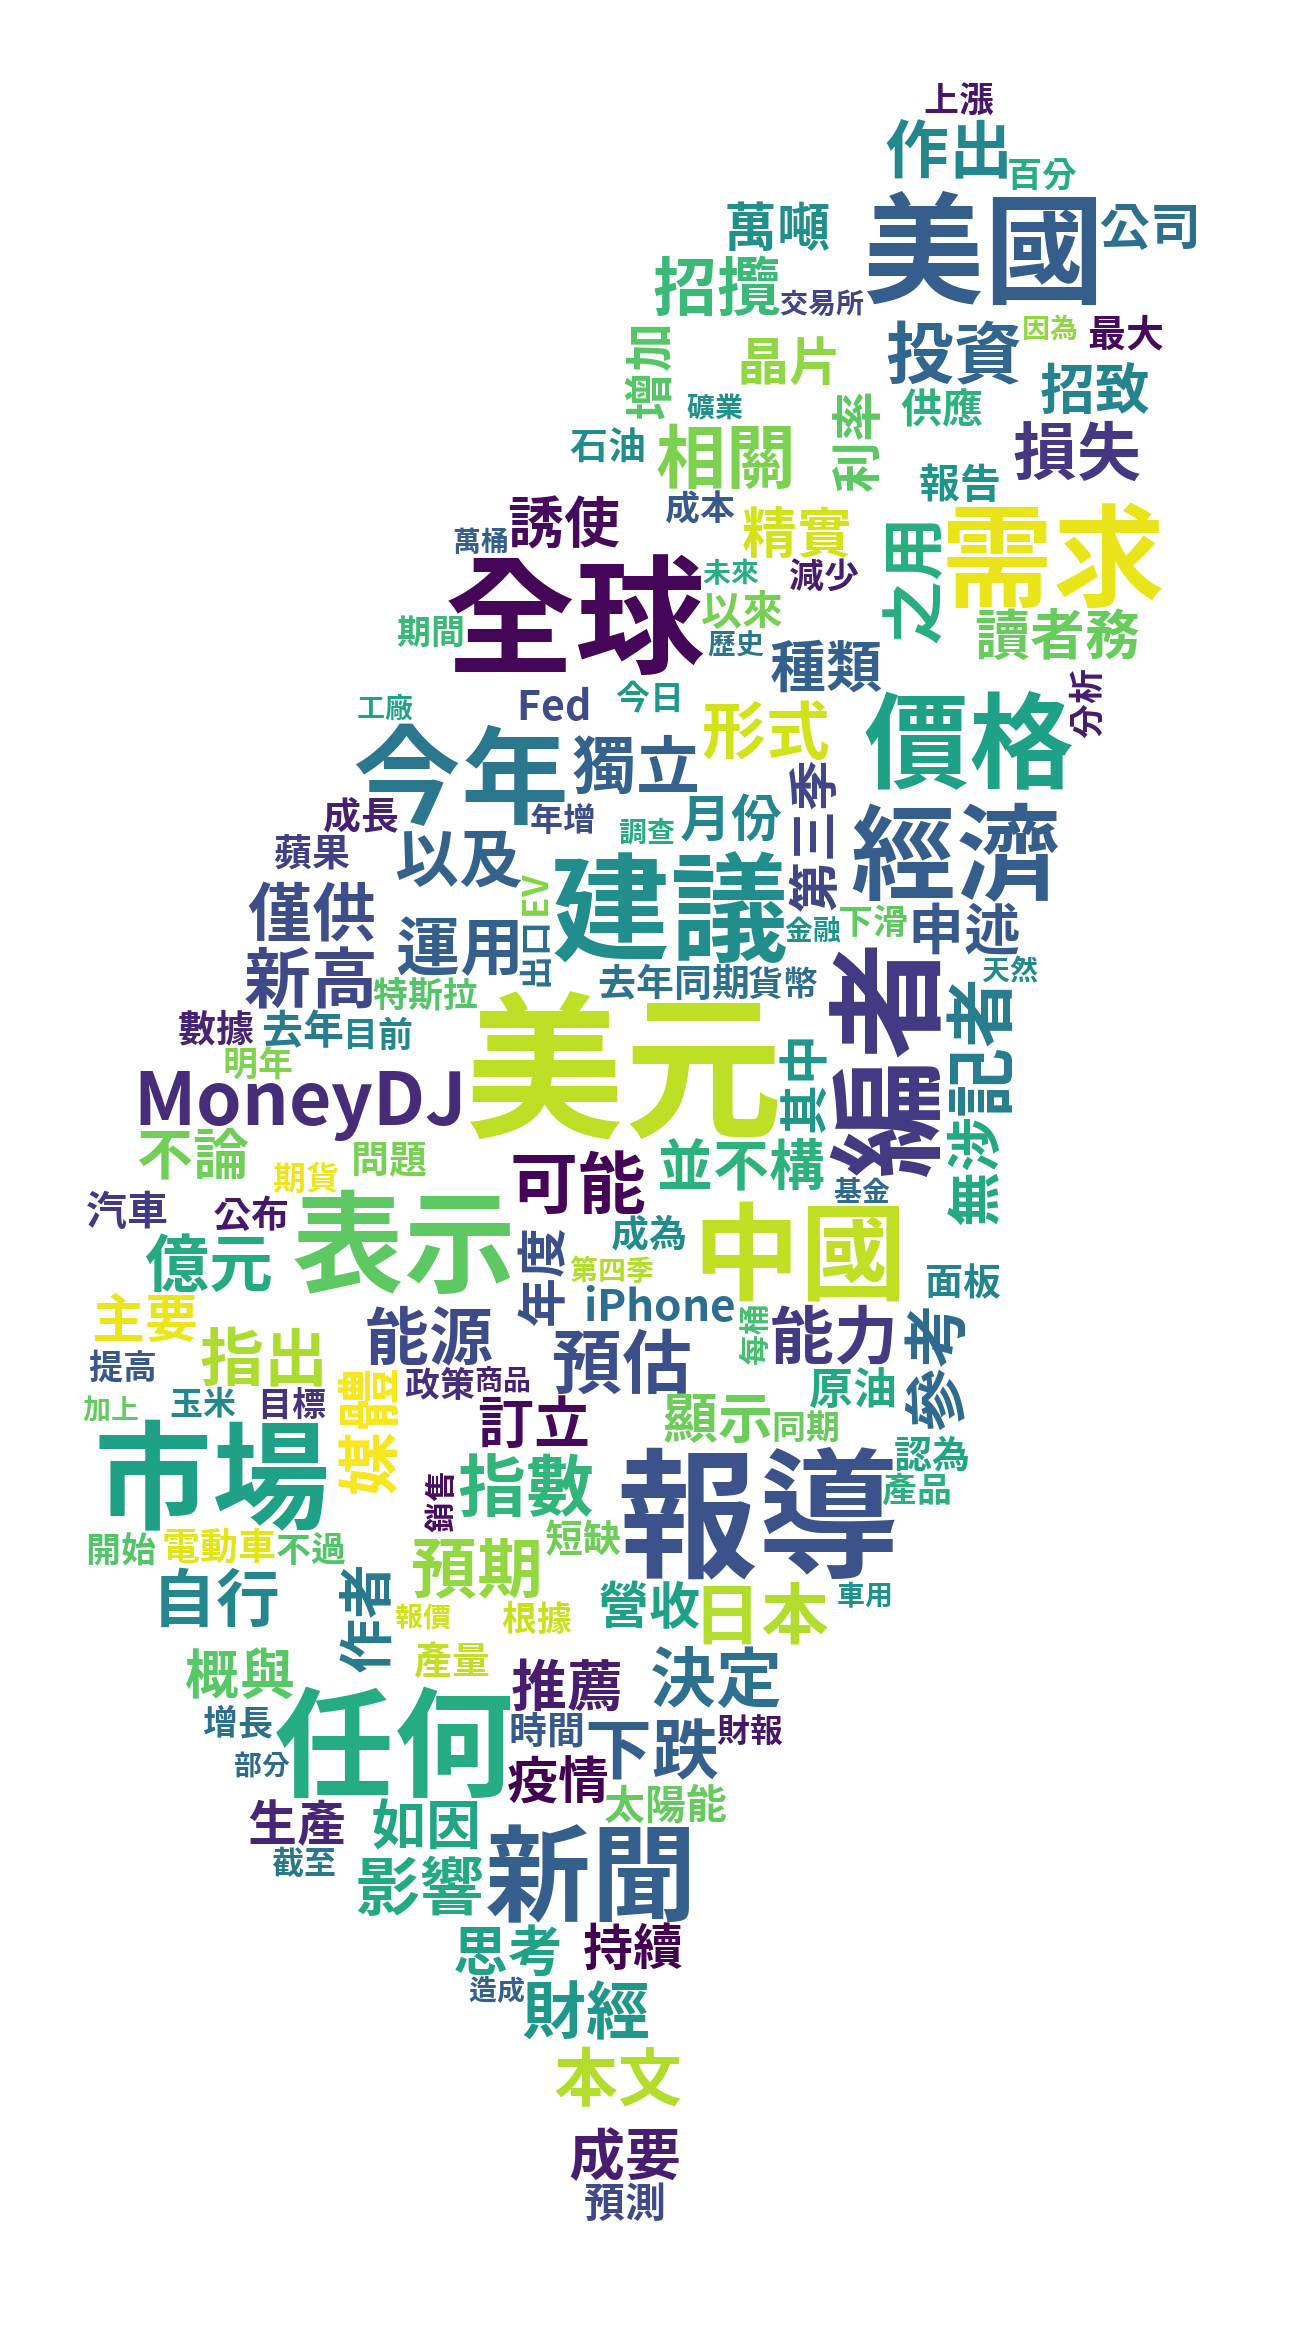 上漲
作出
百分
美國
公司
萬噸
招攬
交易所
投資
因為
最大
增加
晶片
招致
礦業
利率
供應
石油
相關
損失
報告
成本
誘使
精實
之用
需求
萬桶
全球
未來
減少
以來
期間
歷史
讀者務
種類
工廠
Fed
今日
形式
價格
分析
今年
獨立
第三季
成長
年增
調查
月份
經濟
蘋果
以及
建議
EV
僅供
金融
下滑
申述
運用
出口
新高
去年同期
貨幣
編者
天然
特斯拉
美元
無涉
記者
數據
去年
目前
明年
MoneyDJ
其中
不論
期貨
問題
可能
並不構
汽車
公布
表示
基金
成為
中國
億元
年度
第四季
面板
主要
iPhone
指出
能源
預估
每桶
能力
參考
提高
政策
商品
原油
加上
玉米
目標
媒體
訂立
顯示
同期
市場
指數
報導
認為
產品
銷售
開始
電動車
不過
預期
短缺
自行
作者
營收
日本
車用
報價
根據
概與
產量
推薦
決定
任何
增長
時間
下跌
財報
部分
疫情
太陽能
生產
如因
新聞
截至
影響
思考
持續
造成
財經
本文
成要
預測